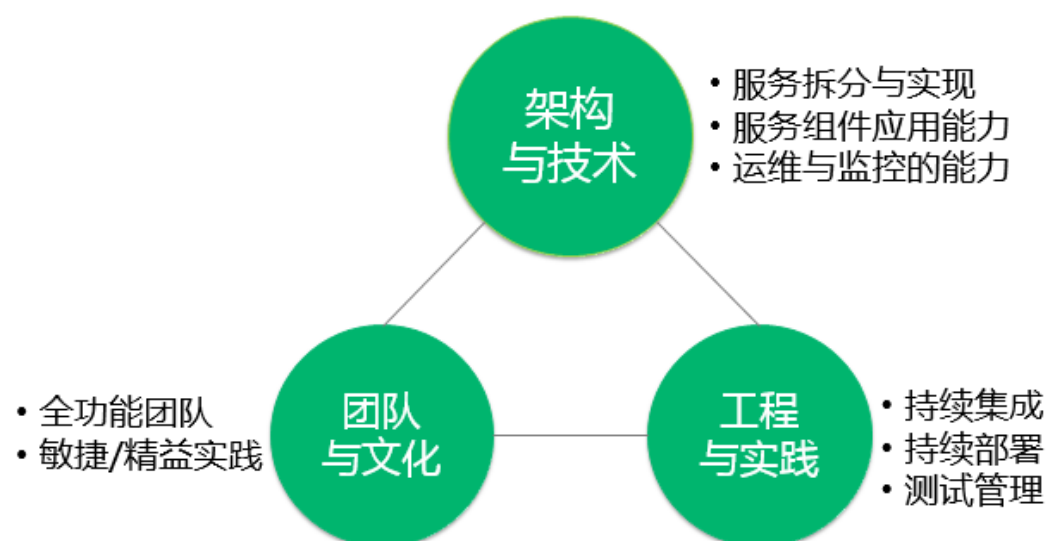 架构
与技术
• 服务拆分与实现
• 服务组件应用能力
• 运维与监控的能力
• 全功能团队
• 敏捷/精益实践
团队
与文化
工程
与实践
• 持续集成
• 持续部署
• 测试管理